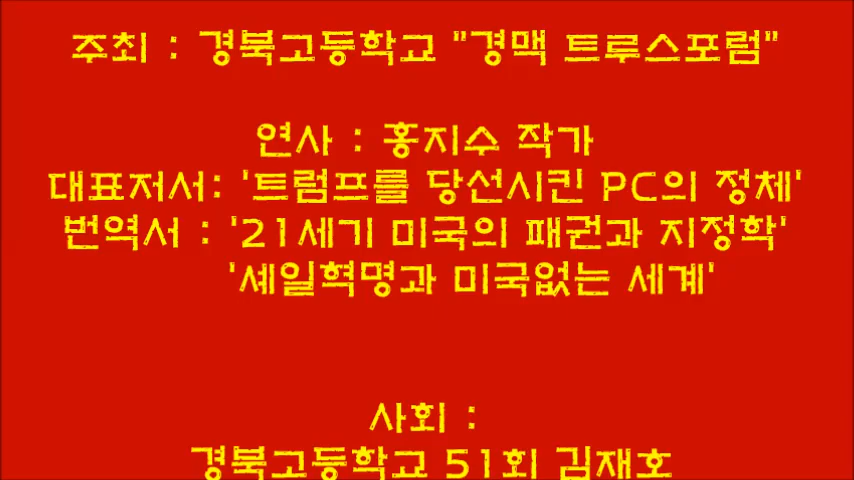 주최 : 경북고등학교 "경맥 트루스포럼"
연사 : 홍지수 작가
대표저서: '트럼프를 당선시킨 PC의 정체'
번역서 : '21세기 미국의 패권과 지정학'
'셰일혁명과 미국없는 세계'
사회 :
경북고등학교 51회 김재호